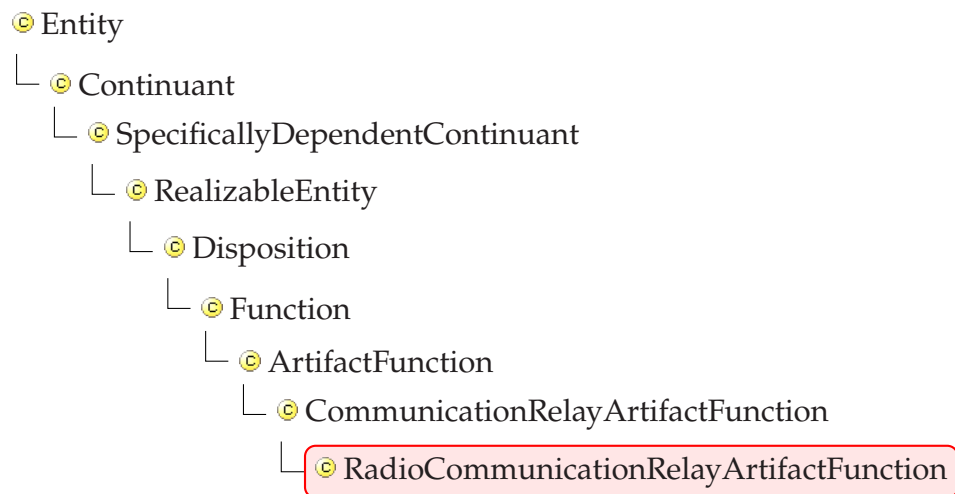 Entity
Continuant
SpecificallyDependentContinuant
RealizableEntity
Disposition
Function
ArtifactFunction
CommunicationRelayArtifactFunction
RadioCommunicationRelayArtifactFunction